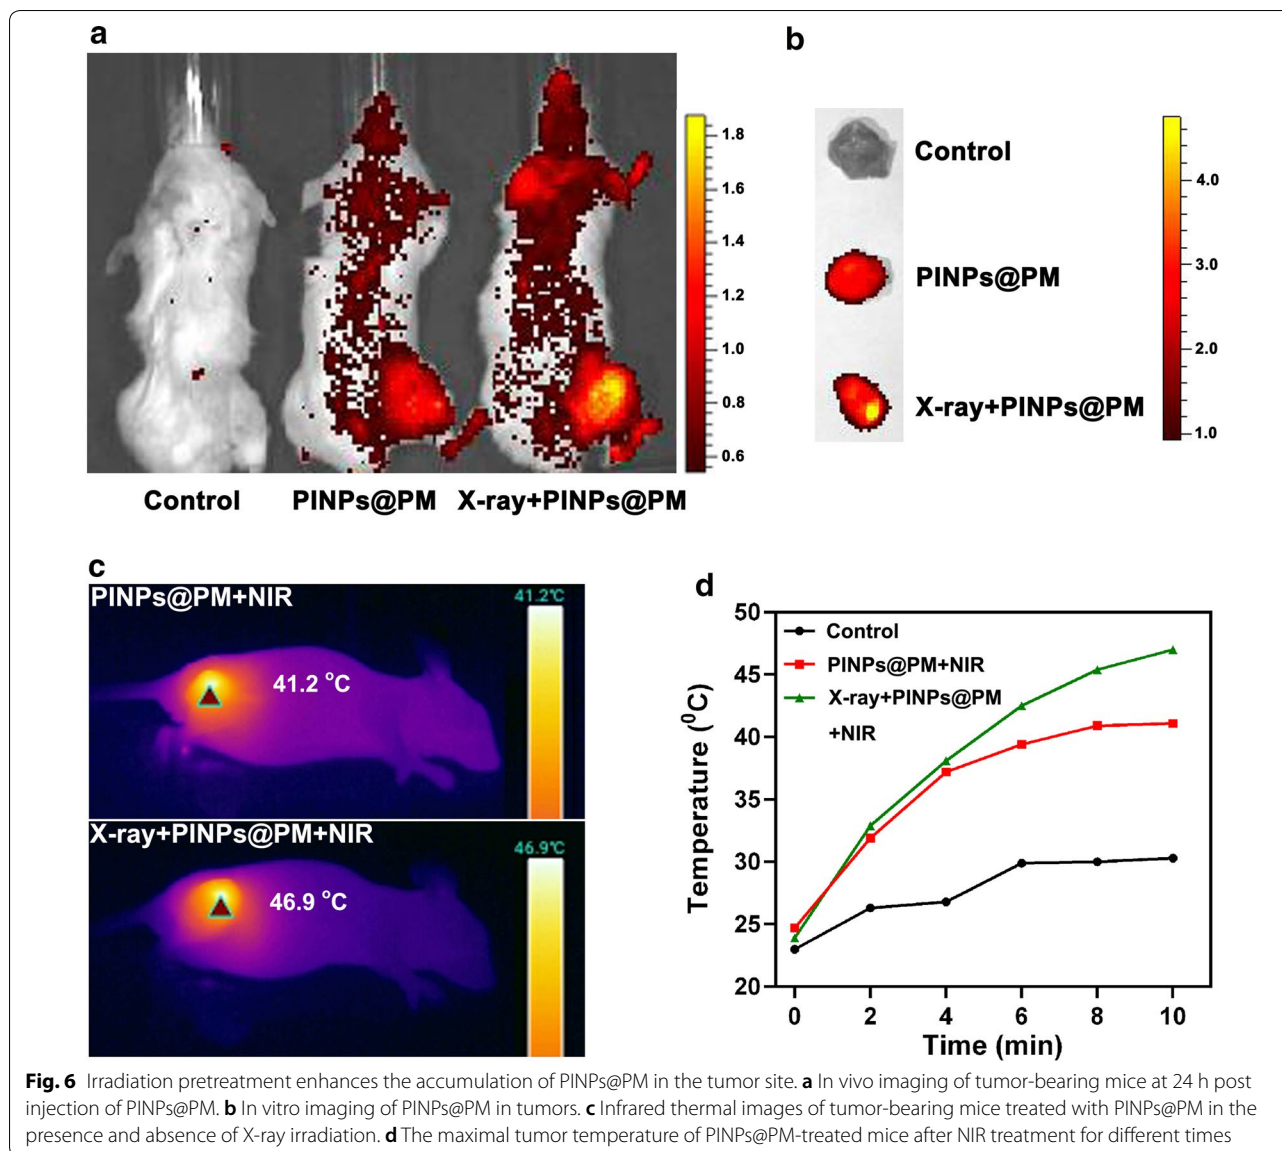 a
1.8
1.6
1.4
1.2
1.0
0.8
0.6
Control
PINPs@PM
X-ray+PINPs@PM
b
Control
PINPs@PM
X-ray+PINPs@PM
4.0
3.0
2.0
1.0
c
PINPs@PM+NIR
41.2℃
41.2 °C
X-ray+PINPs@PM+NIR
46.9℃
46.9 °C
d
50
45
40
35
30
25
20
Temperature (⁰C)
Control
PINPs@PM+NIR
X-ray+PINPs@PM
+NIR
0 2 4 6 8 10
Time (min)
Fig. 6 Irradiation pretreatment enhances the accumulation of PINPs@PM in the tumor site. a In vivo imaging of tumor-bearing mice at 24 h post
injection of PINPs@PM. b In vitro imaging of PINPs@PM in tumors. c Infrared thermal images of tumor-bearing mice treated with PINPs@PM in the
presence and absence of X-ray irradiation. d The maximal tumor temperature of PINPs@PM-treated mice after NIR treatment for different times